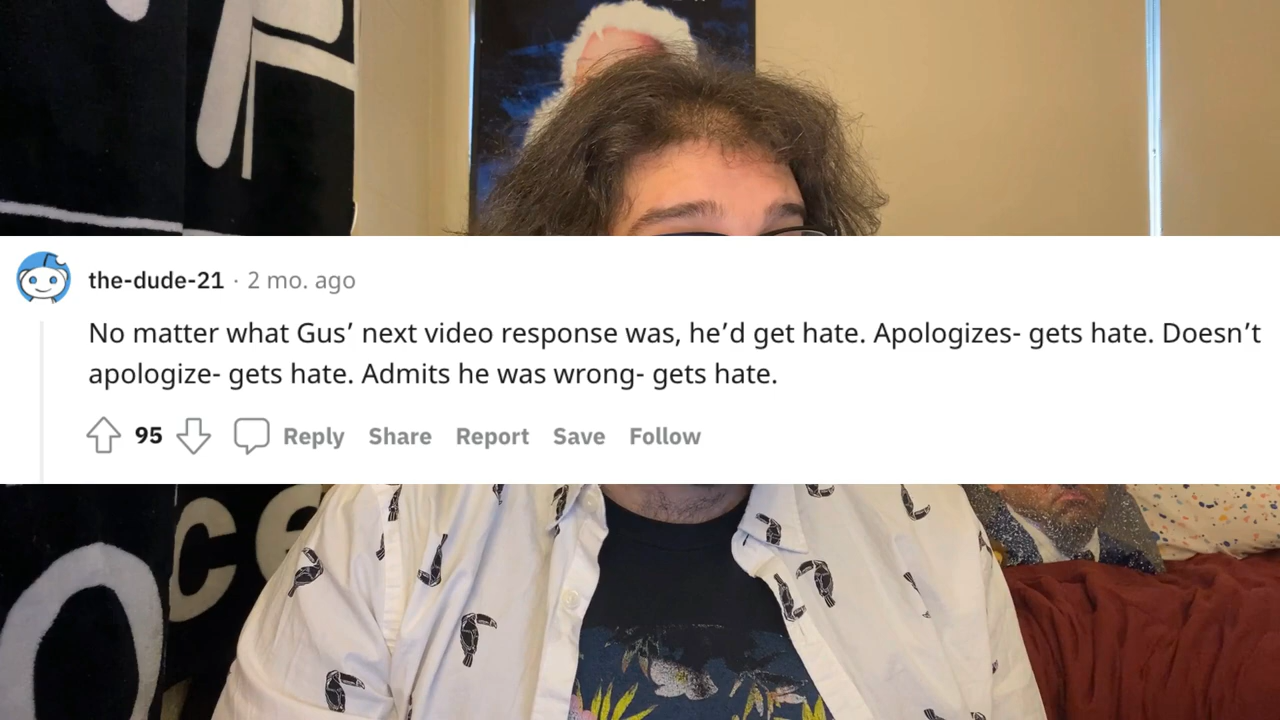 the-dude-21 · 2 mo. ago
No matter what Gus’ next video response was, he’d get hate. Apologizes- gets hate. Doesn’t
apologize- gets hate. Admits he was wrong- gets hate.
95 Reply Share Report Save Follow